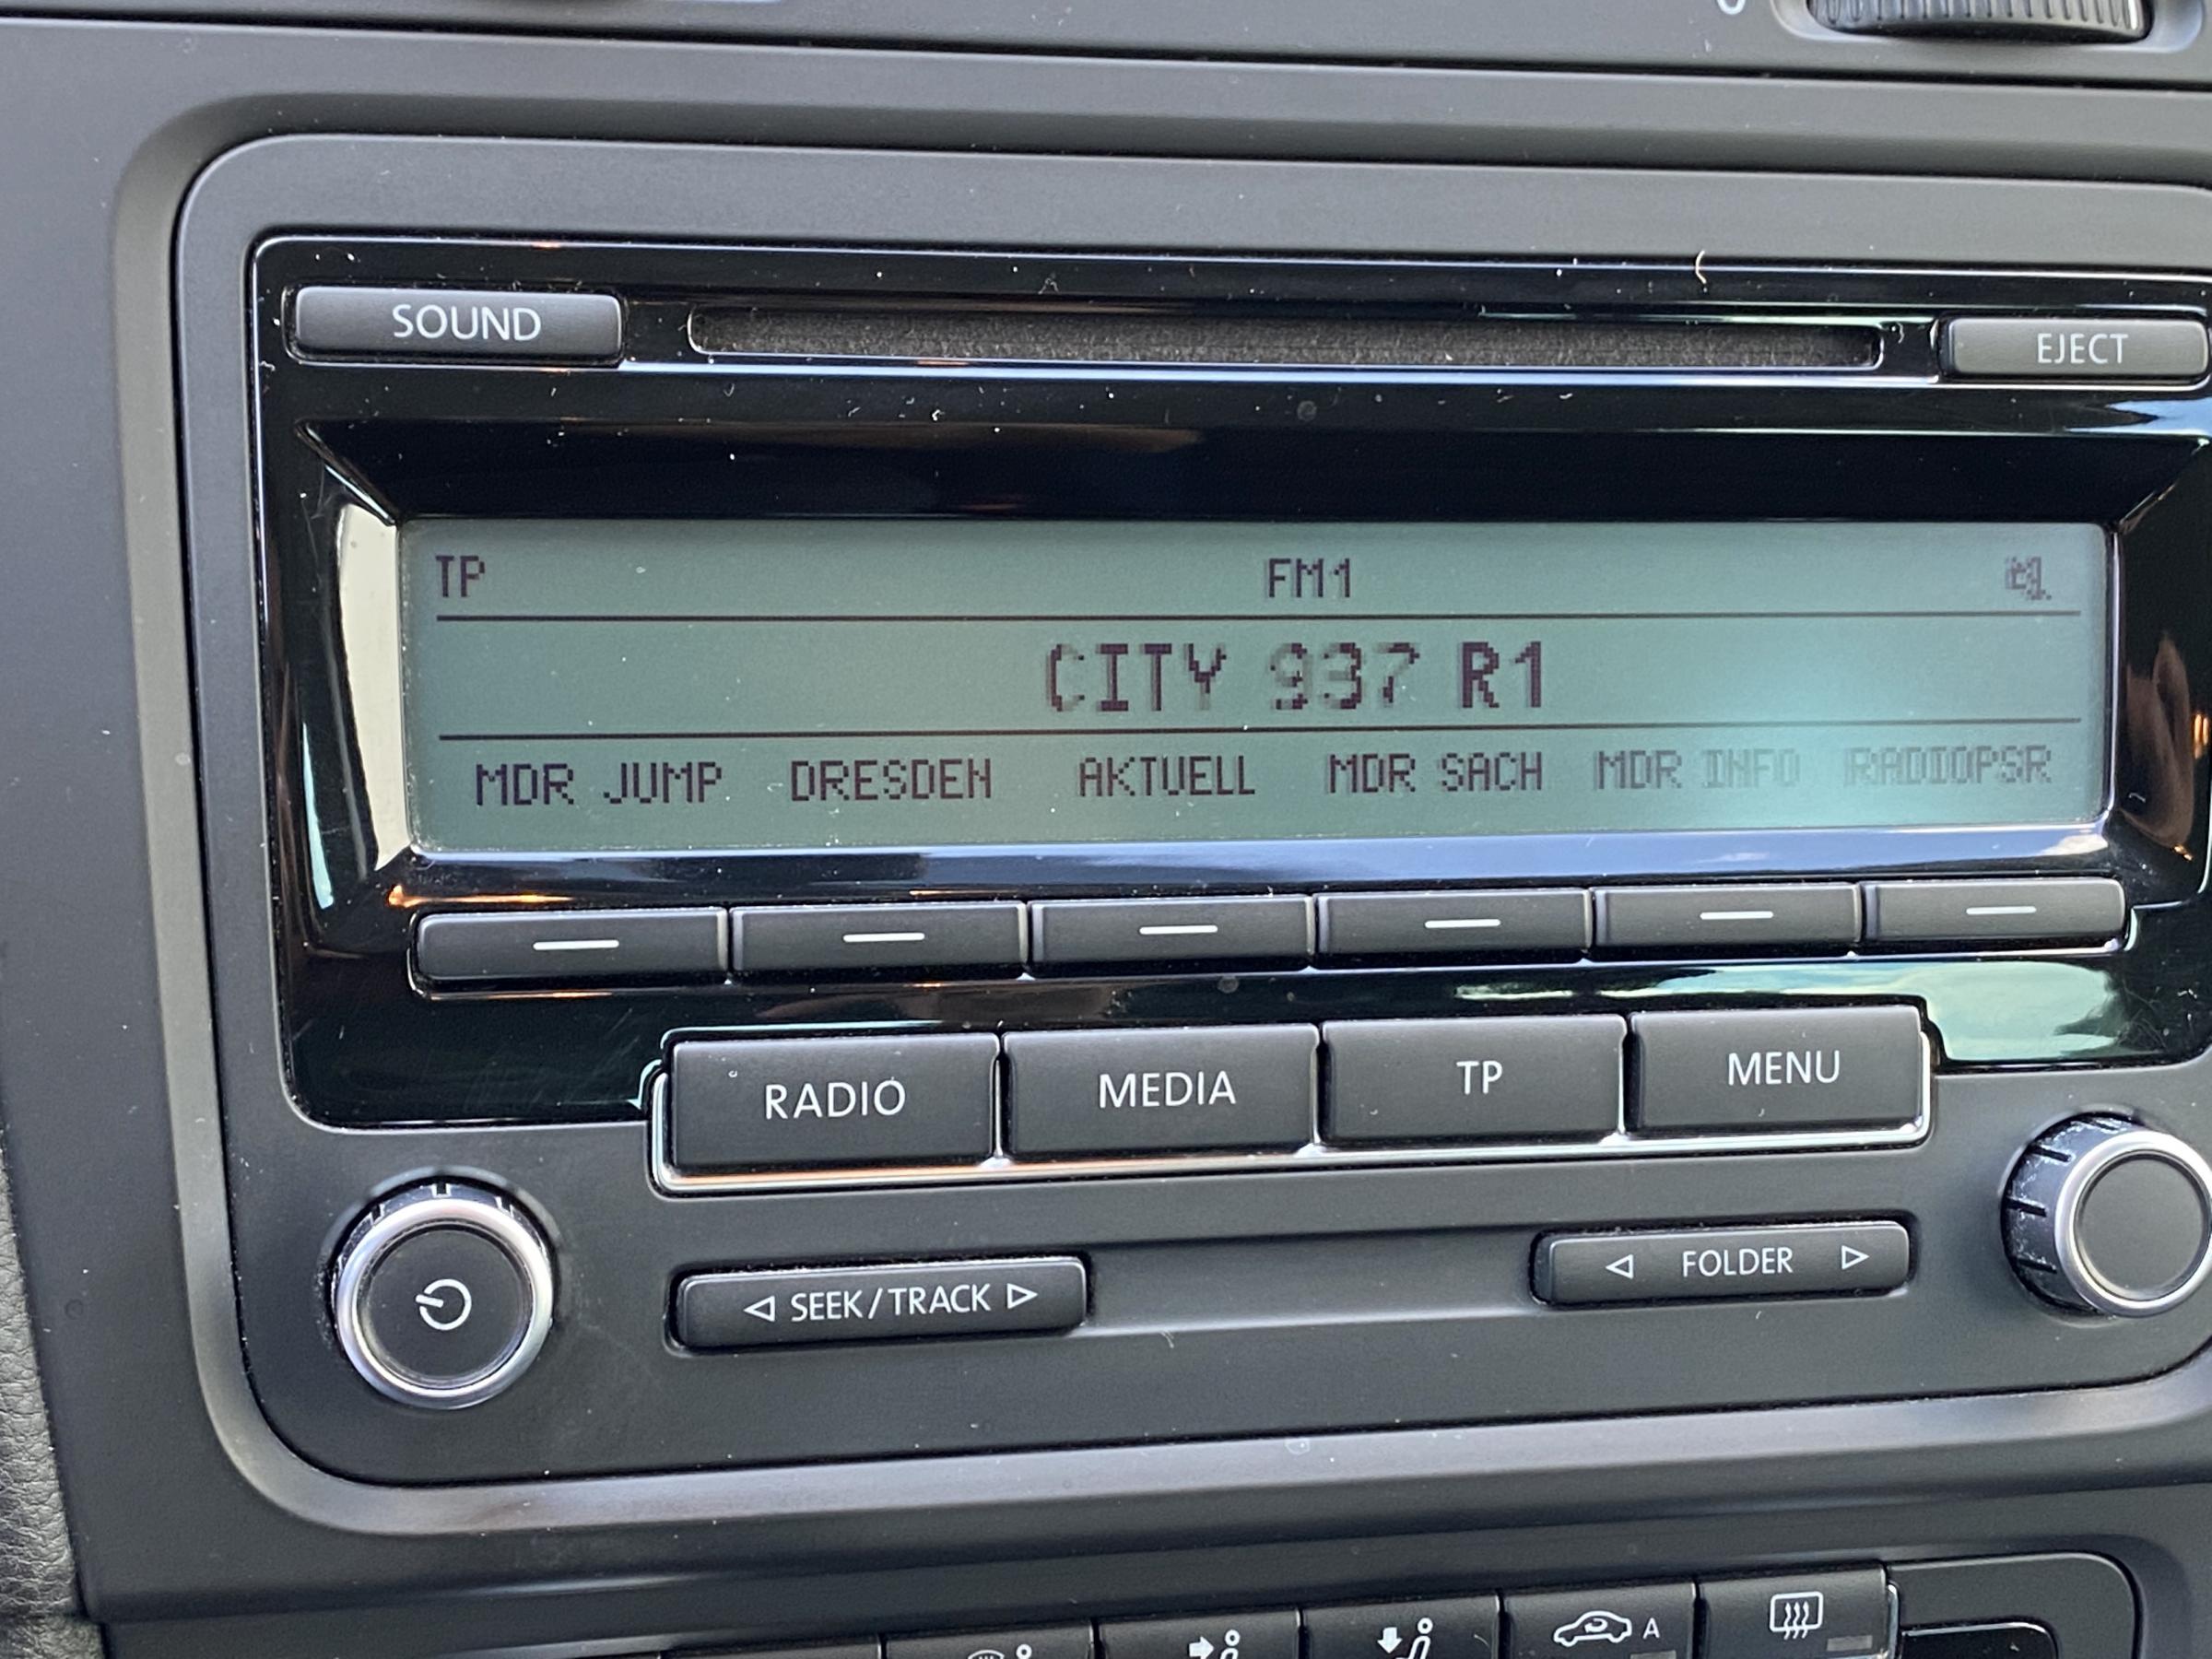 SOUND
EJECT
TP FM1
CITY 937 R1
MDR JUMP DRESDEN AKTUELL MDR SACH MDR INFO RADIOPSR
RADIO MEDIA TP MENU
SEEK/TRACK
FOLDER
A